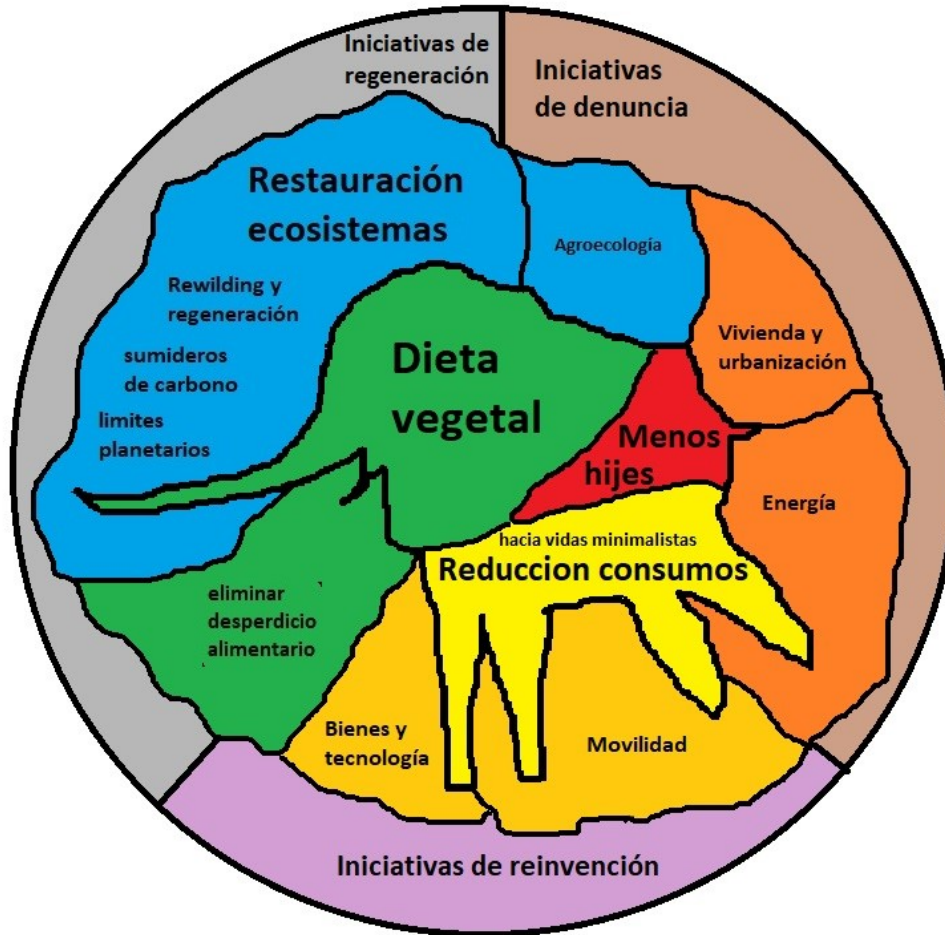 Iniciativas de
regeneración
Iniciativas
de denuncia
Restauración
ecosistemas
Rewilding y
regeneración
sumideros
de carbono
limites
planetarios
Agroecología
Vivienda y
urbanización
Dieta
vegetal
Menos
hijes
Energía
hacia vidas minimalistas
Reduccion consumos
eliminar
desperdicio
alimentario
Bienes y
tecnología
Movilidad
Iniciativas de reinvención